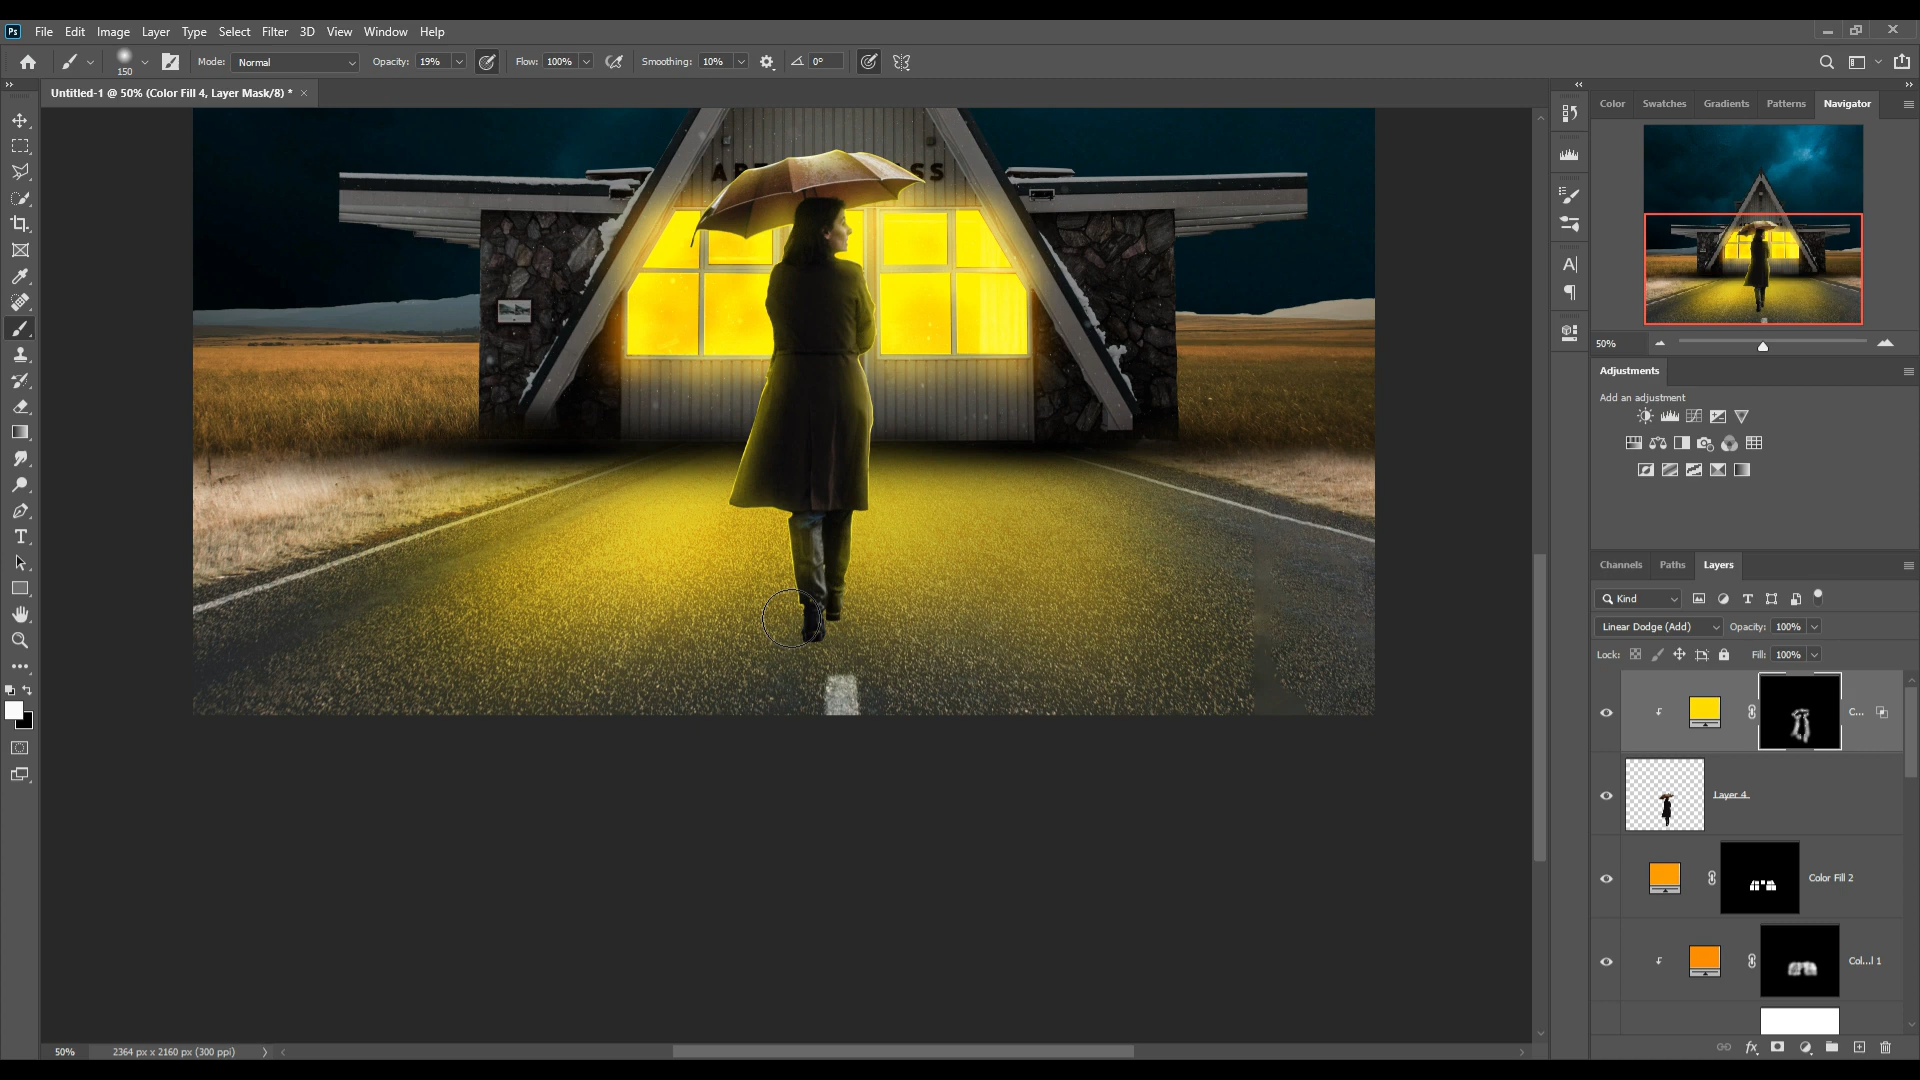 Ps File Edit Image Layer Type Select Filter 3D View Window Help
150 Mode: Normal Opacity: 19% Flow: 100% Smoothing: 10% 0°
Untitled-1 @ 50% (Color Fill 4, Layer Mask/8) * ×
Color Swatches Gradients Patterns Navigator
50%
Adjustments
Add an adjustment
Channels Paths Layers
Kind
Linear Dodge (Add) Opacity: 100%
Lock: Fill: 100%
C...
Layer 4
Color Fill 2
Col...l 1
50% 2364 px x 2160 px (300 ppi)
fx